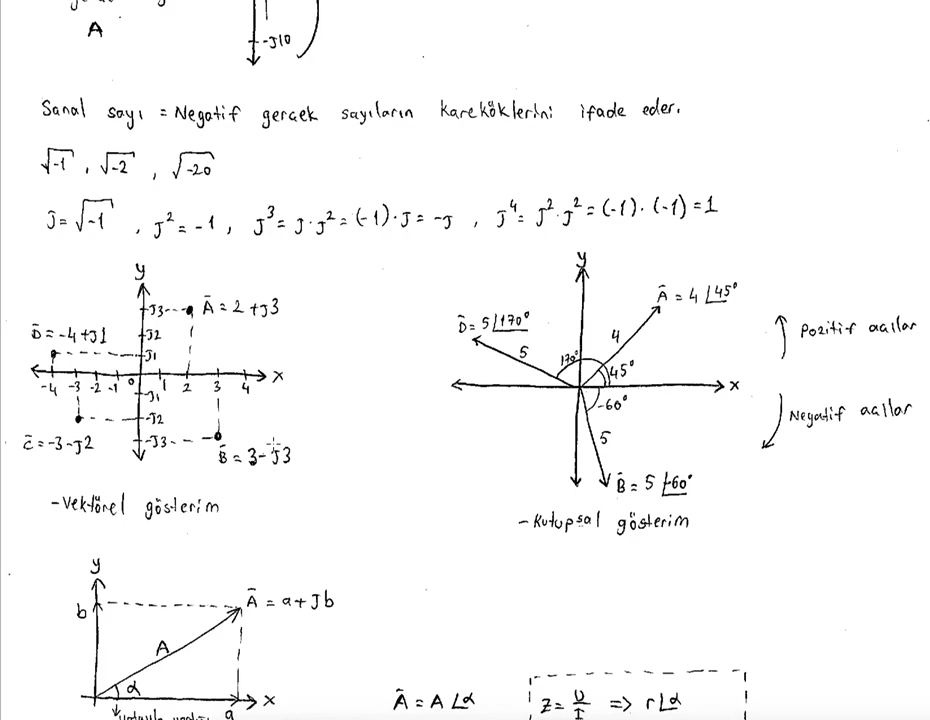 A
-J10
Sanal sayı = Negatif gerçek sayıların kareköklerini ifade eder.
√-1 , √-2 , √-20
J = √-1 , J² = -1 , J³ = J·J² = (-1)·J = -J , J⁴ = J²·J² = (-1)·(-1) = 1
y
J3
Ā = 2 + J3
D̄ = -4 + J1
J2
J1
-4 -3 -2 -1 0 1 2 3 4 x
-J1
-J2
C̄ = -3 - J2
-J3
B̄ = 3 - J3
- Vektörel gösterim
y
Ā = 4 ∠45°
D̄ = 5 ∠170°
4
5
170°
45°
x
-60°
5
B̄ = 5 ∠-60°
Pozitif açılar
Negatif açılar
- Kutupsal gösterim
y
b
Ā = a + Jb
A
α
x
a
Ā = A ∠α
Z = U/I => r∠α